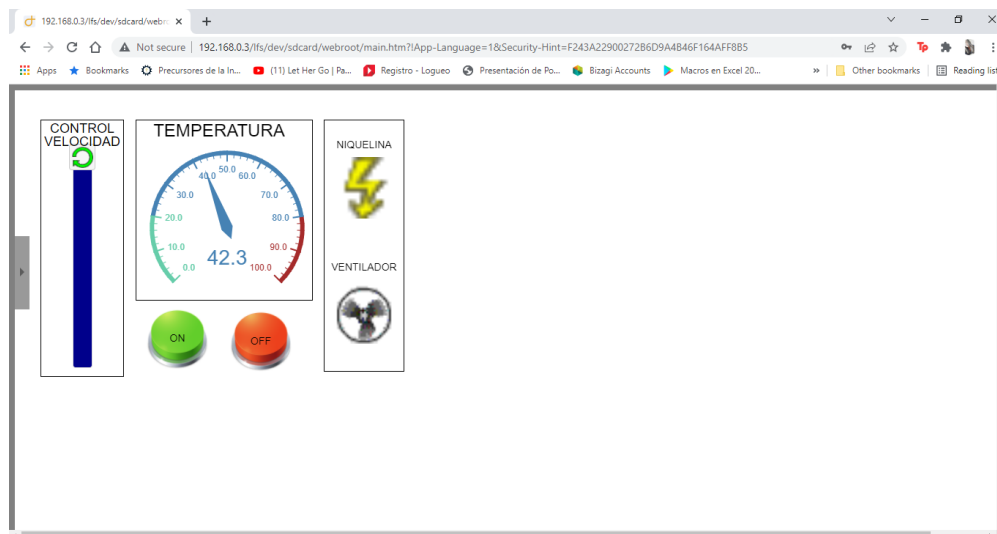 192.168.0.3/lfs/dev/sdcard/webro
Not secure | 192.168.0.3/lfs/dev/sdcard/webroot/main.htm?!App-Language=1&Security-Hint=F243A22900272B6D9A4B46F164AFF8B5
Apps Bookmarks Precursores de la In... (11) Let Her Go | Pa... Registro - Logueo Presentación de Po... Bizagi Accounts Macros en Excel 20... » Other bookmarks Reading list
CONTROL
VELOCIDAD
TEMPERATURA
0.0
10.0
20.0
30.0
40.0
50.0
60.0
70.0
80.0
90.0
100.0
42.3
ON
OFF
NIQUELINA
VENTILADOR